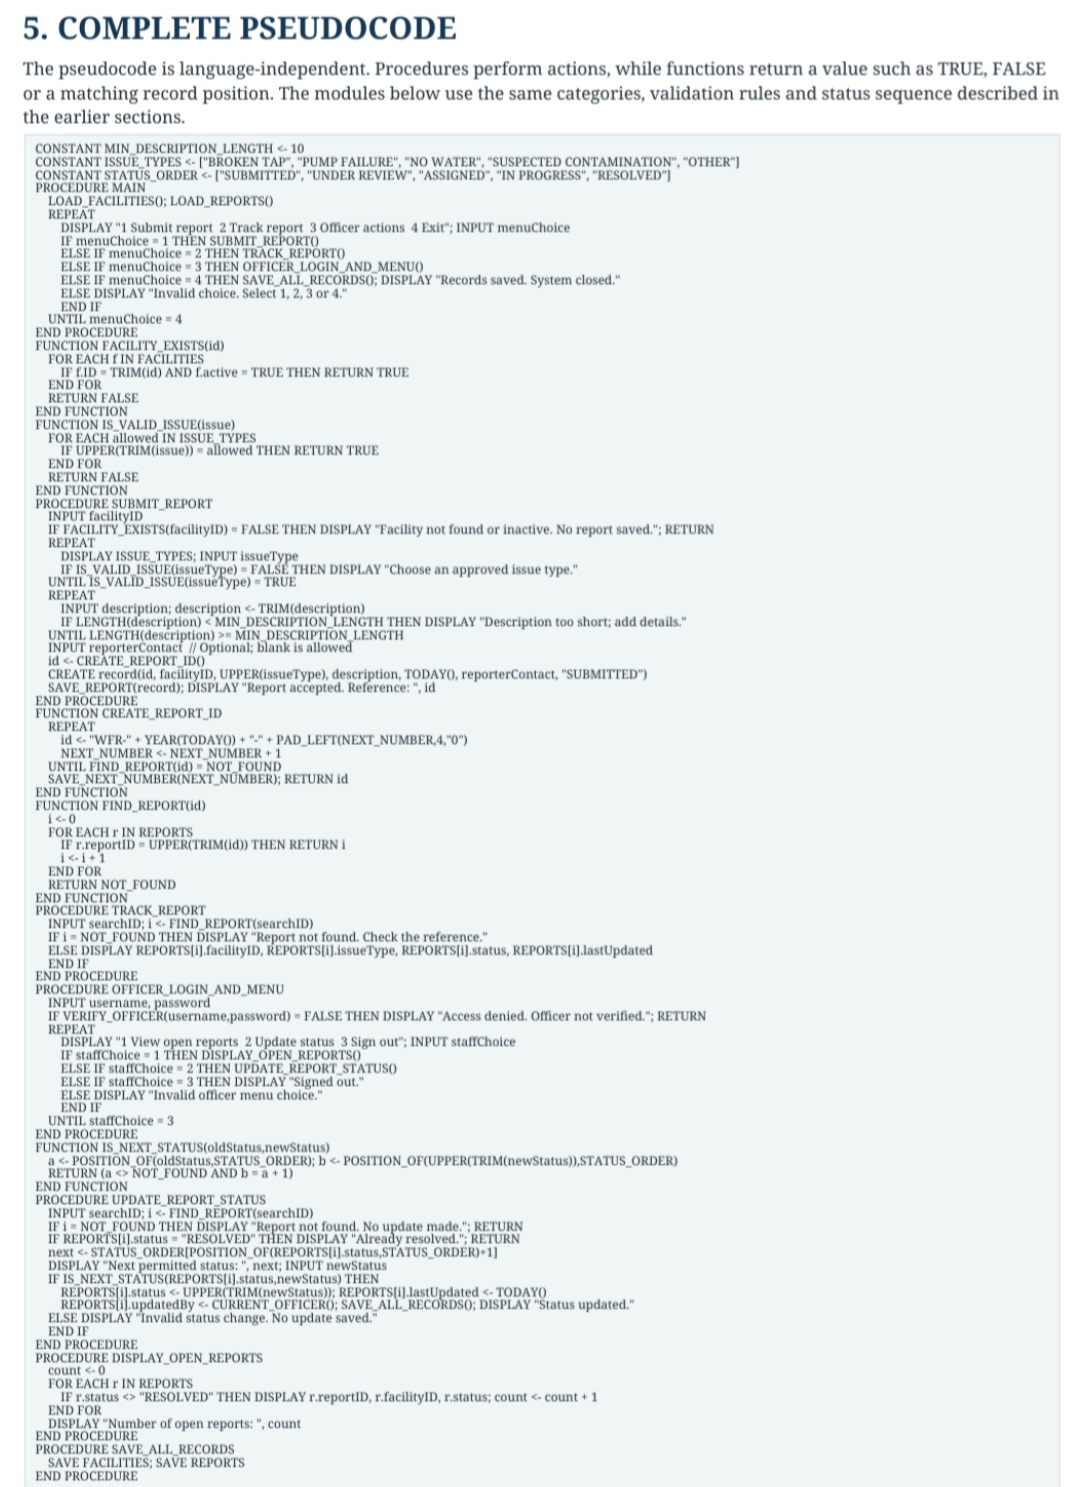 5. COMPLETE PSEUDOCODE
The pseudocode is language-independent. Procedures perform actions, while functions return a value such as TRUE, FALSE
or a matching record position. The modules below use the same categories, validation rules and status sequence described in
the earlier sections.
CONSTANT MIN_DESCRIPTION_LENGTH <- 10
CONSTANT ISSUE_TYPES <- ["BROKEN TAP", "PUMP FAILURE", "NO WATER", "SUSPECTED CONTAMINATION", "OTHER"]
CONSTANT STATUS_ORDER <- ["SUBMITTED", "UNDER REVIEW", "ASSIGNED", "IN PROGRESS", "RESOLVED"]
PROCEDURE MAIN
LOAD_FACILITIES(); LOAD_REPORTS()
REPEAT
DISPLAY "1 Submit report 2 Track report 3 Officer actions 4 Exit"; INPUT menuChoice
IF menuChoice = 1 THEN SUBMIT_REPORT()
ELSE IF menuChoice = 2 THEN TRACK_REPORT()
ELSE IF menuChoice = 3 THEN OFFICER_LOGIN_AND_MENU()
ELSE IF menuChoice = 4 THEN SAVE_ALL_RECORDS(); DISPLAY "Records saved. System closed."
ELSE DISPLAY "Invalid choice. Select 1, 2, 3 or 4."
END IF
UNTIL menuChoice = 4
END PROCEDURE
FUNCTION FACILITY_EXISTS(id)
FOR EACH f IN FACILITIES
IF f.ID = TRIM(id) AND f.active = TRUE THEN RETURN TRUE
END FOR
RETURN FALSE
END FUNCTION
FUNCTION IS_VALID_ISSUE(issue)
FOR EACH allowed IN ISSUE_TYPES
IF UPPER(TRIM(issue)) = allowed THEN RETURN TRUE
END FOR
RETURN FALSE
END FUNCTION
PROCEDURE SUBMIT_REPORT
INPUT facilityID
IF FACILITY_EXISTS(facilityID) = FALSE THEN DISPLAY "Facility not found or inactive. No report saved."; RETURN
REPEAT
DISPLAY ISSUE_TYPES; INPUT issueType
IF IS_VALID_ISSUE(issueType) = FALSE THEN DISPLAY "Choose an approved issue type."
UNTIL IS_VALID_ISSUE(issueType) = TRUE
REPEAT
INPUT description; description <- TRIM(description)
IF LENGTH(description) < MIN_DESCRIPTION_LENGTH THEN DISPLAY "Description too short; add details."
UNTIL LENGTH(description) >= MIN_DESCRIPTION_LENGTH
INPUT reporterContact // Optional; blank is allowed
id <- CREATE_REPORT_ID()
CREATE record(id, facilityID, UPPER(issueType), description, TODAY(), reporterContact, "SUBMITTED")
SAVE_REPORT(record); DISPLAY "Report accepted. Reference: ", id
END PROCEDURE
FUNCTION CREATE_REPORT_ID
REPEAT
id <- "WFR-" + YEAR(TODAY()) + "-" + PAD_LEFT(NEXT_NUMBER,4,"0")
NEXT_NUMBER <- NEXT_NUMBER + 1
UNTIL FIND_REPORT(id) = NOT_FOUND
SAVE_NEXT_NUMBER(NEXT_NUMBER); RETURN id
END FUNCTION
FUNCTION FIND_REPORT(id)
i <- 0
FOR EACH r IN REPORTS
IF r.reportID = UPPER(TRIM(id)) THEN RETURN i
i <- i + 1
END FOR
RETURN NOT_FOUND
END FUNCTION
PROCEDURE TRACK_REPORT
INPUT searchID; i <- FIND_REPORT(searchID)
IF i = NOT_FOUND THEN DISPLAY "Report not found. Check the reference."
ELSE DISPLAY REPORTS[i].facilityID, REPORTS[i].issueType, REPORTS[i].status, REPORTS[i].lastUpdated
END IF
END PROCEDURE
PROCEDURE OFFICER_LOGIN_AND_MENU
INPUT username, password
IF VERIFY_OFFICER(username,password) = FALSE THEN DISPLAY "Access denied. Officer not verified."; RETURN
REPEAT
DISPLAY "1 View open reports 2 Update status 3 Sign out"; INPUT staffChoice
IF staffChoice = 1 THEN DISPLAY_OPEN_REPORTS()
ELSE IF staffChoice = 2 THEN UPDATE_REPORT_STATUS()
ELSE IF staffChoice = 3 THEN DISPLAY "Signed out."
ELSE DISPLAY "Invalid officer menu choice."
END IF
UNTIL staffChoice = 3
END PROCEDURE
FUNCTION IS_NEXT_STATUS(oldStatus,newStatus)
a <- POSITION_OF(oldStatus,STATUS_ORDER); b <- POSITION_OF(UPPER(TRIM(newStatus)),STATUS_ORDER)
RETURN (a <> NOT_FOUND AND b = a + 1)
END FUNCTION
PROCEDURE UPDATE_REPORT_STATUS
INPUT searchID; i <- FIND_REPORT(searchID)
IF i = NOT_FOUND THEN DISPLAY "Report not found. No update made."; RETURN
IF REPORTS[i].status = "RESOLVED" THEN DISPLAY "Already resolved."; RETURN
next <- STATUS_ORDER[POSITION_OF(REPORTS[i].status,STATUS_ORDER)+1]
DISPLAY "Next permitted status: ", next; INPUT newStatus
IF IS_NEXT_STATUS(REPORTS[i].status,newStatus) THEN
REPORTS[i].status <- UPPER(TRIM(newStatus)); REPORTS[i].lastUpdated <- TODAY()
REPORTS[i].updatedBy <- CURRENT_OFFICER(); SAVE_ALL_RECORDS(); DISPLAY "Status updated."
ELSE DISPLAY "Invalid status change. No update saved."
END IF
END PROCEDURE
PROCEDURE DISPLAY_OPEN_REPORTS
count <- 0
FOR EACH r IN REPORTS
IF r.status <> "RESOLVED" THEN DISPLAY r.reportID, r.facilityID, r.status; count <- count + 1
END FOR
DISPLAY "Number of open reports: ", count
END PROCEDURE
PROCEDURE SAVE_ALL_RECORDS
SAVE FACILITIES; SAVE REPORTS
END PROCEDURE